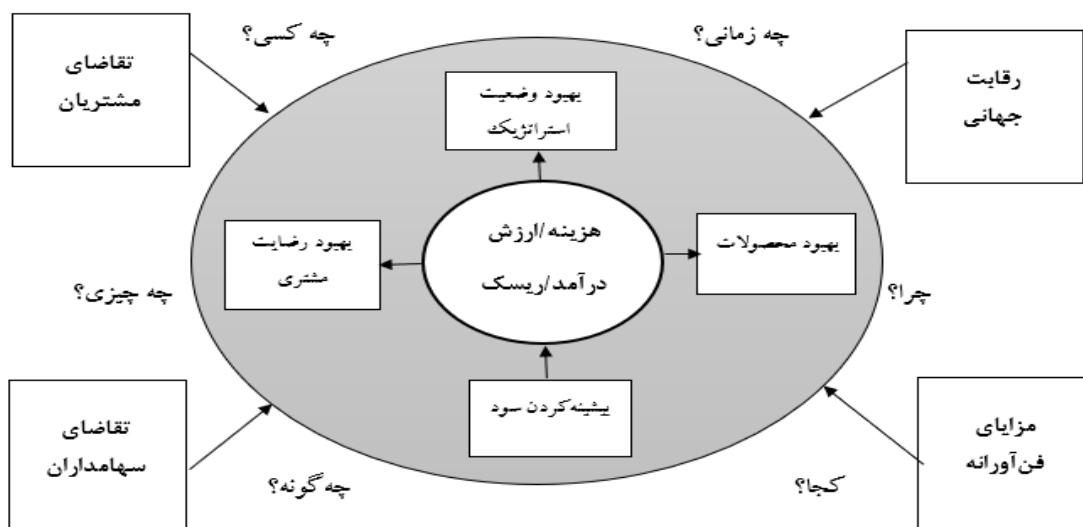 چه کسی؟
چه زمانی؟
تقاضای
مشتریان
رقابت
جهانی
بهبود وضعیت
استراتژیک
هزینه/ارزش
درآمد/ریسک
بهبود محصولات
بهبود رضایت
مشتری
چرا؟
چه چیزی؟
بیشینه‌کردن سود
مزایای
فن‌آورانه
تقاضای
سهامداران
کجا؟
چه‌گونه؟